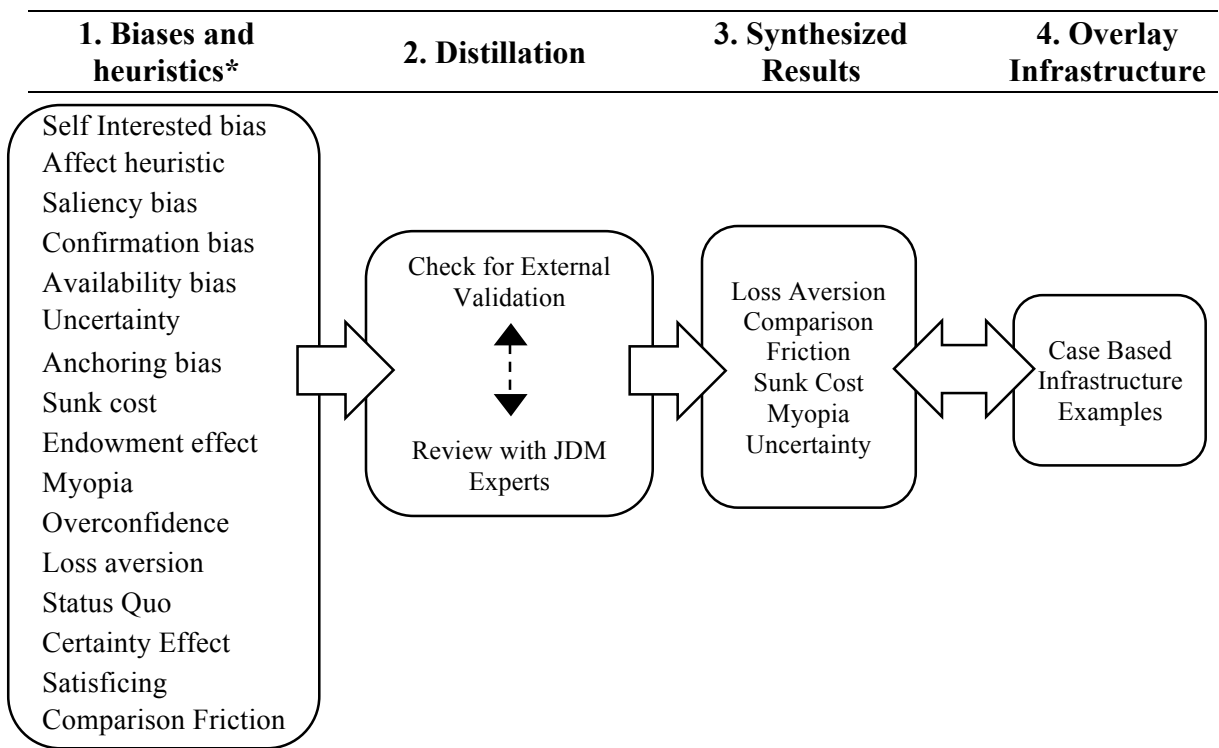 1. Biases and
heuristics*
2. Distillation
3. Synthesized
Results
4. Overlay
Infrastructure
Self Interested bias
Affect heuristic
Saliency bias
Confirmation bias
Availability bias
Uncertainty
Anchoring bias
Sunk cost
Endowment effect
Myopia
Overconfidence
Loss aversion
Status Quo
Certainty Effect
Satisficing
Comparison Friction
Check for External
Validation
Review with JDM
Experts
Loss Aversion
Comparison
Friction
Sunk Cost
Myopia
Uncertainty
Case Based
Infrastructure
Examples